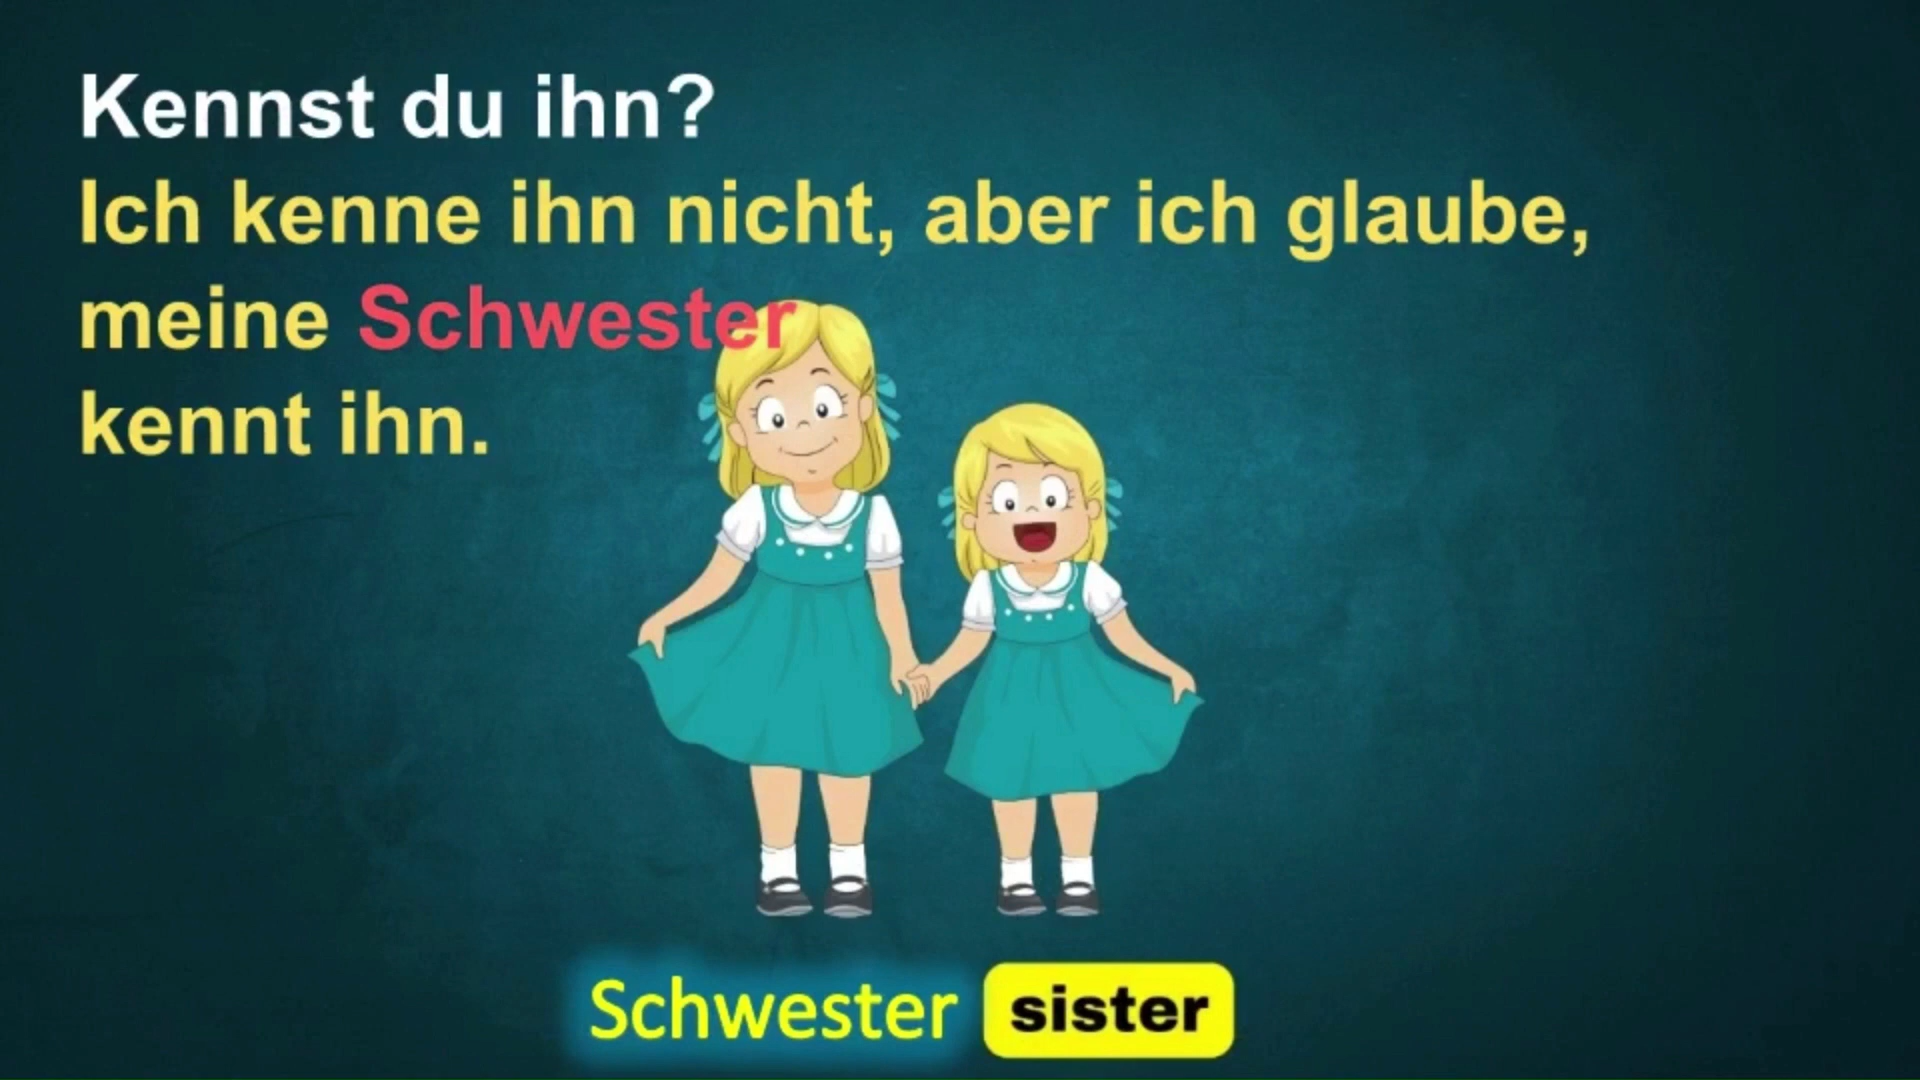 Kennst du ihn?
Ich kenne ihn nicht, aber ich glaube,
meine Schwester
kennt ihn.
Schwester sister